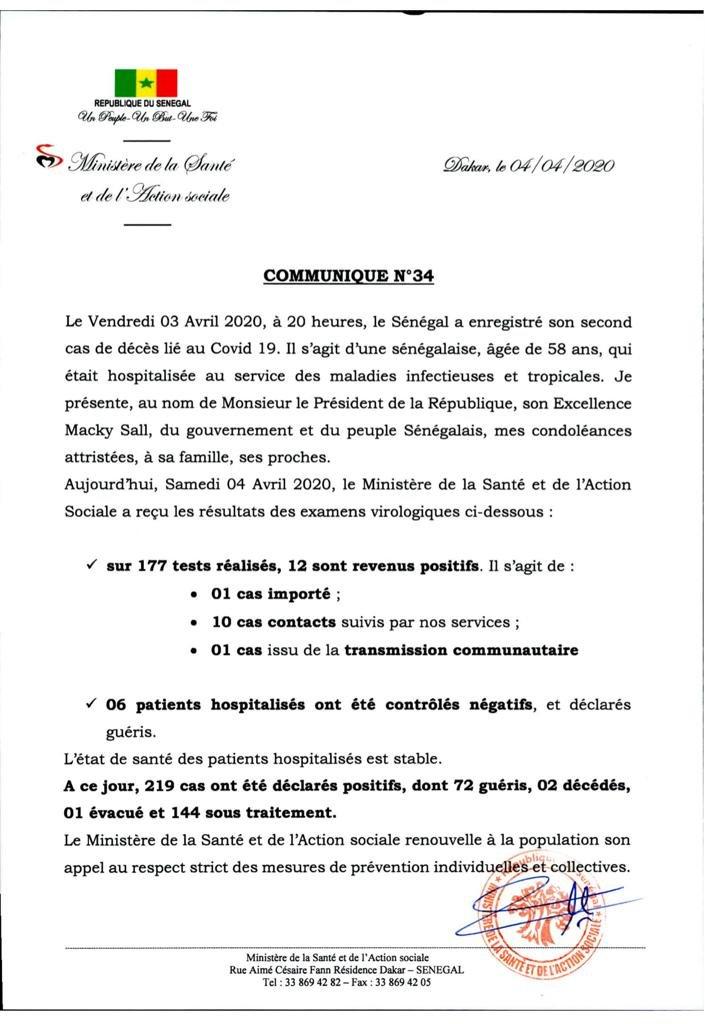 REPUBLIQUE DU SENEGAL
Un Peuple-Un But-Une Foi
Ministère de la Santé
et de l'Action sociale
Dakar, le 04/04/2020
COMMUNIQUE N°34
Le Vendredi 03 Avril 2020, à 20 heures, le Sénégal a enregistré son second
cas de décès lié au Covid 19. Il s'agit d'une sénégalaise, âgée de 58 ans, qui
était hospitalisée au service des maladies infectieuses et tropicales. Je
présente, au nom de Monsieur le Président de la République, son Excellence
Macky Sall, du gouvernement et du peuple Sénégalais, mes condoléances
attristées, à sa famille, ses proches.
Aujourd'hui, Samedi 04 Avril 2020, le Ministère de la Santé et de l'Action
Sociale a reçu les résultats des examens virologiques ci-dessous :
✓ sur 177 tests réalisés, 12 sont revenus positifs. Il s'agit de :
• 01 cas importé ;
• 10 cas contacts suivis par nos services ;
• 01 cas issu de la transmission communautaire
✓ 06 patients hospitalisés ont été contrôlés négatifs, et déclarés
guéris.
L'état de santé des patients hospitalisés est stable.
A ce jour, 219 cas ont été déclarés positifs, dont 72 guéris, 02 décédés,
01 évacué et 144 sous traitement.
Le Ministère de la Santé et de l'Action sociale renouvelle à la population son
appel au respect strict des mesures de prévention individuelles et collectives.
MINISTRE DE LA SANTÉ ET DE L'ACTION SOCIALE
Ministère de la Santé et de l'Action sociale
Rue Aimé Césaire Fann Résidence Dakar – SENEGAL
Tel : 33 869 42 82 – Fax : 33 869 42 05